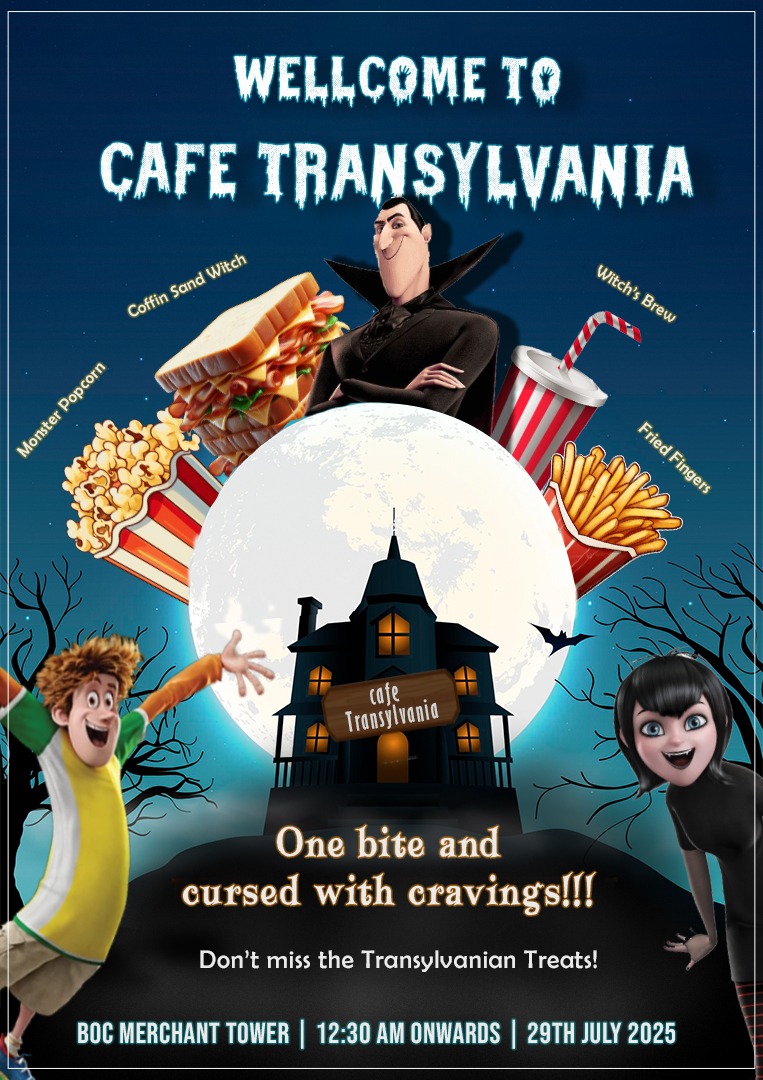 WELLCOME TO
CAFE TRANSYLVANIA
Coffin Sand Witch
Witch's Brew
Monster Popcorn
Fried Fingers
cafe
Transylvania
One bite and
cursed with cravings!!!
Don't miss the Transylvanian Treats!
BOC MERCHANT TOWER | 12:30 AM ONWARDS | 29TH JULY 2025